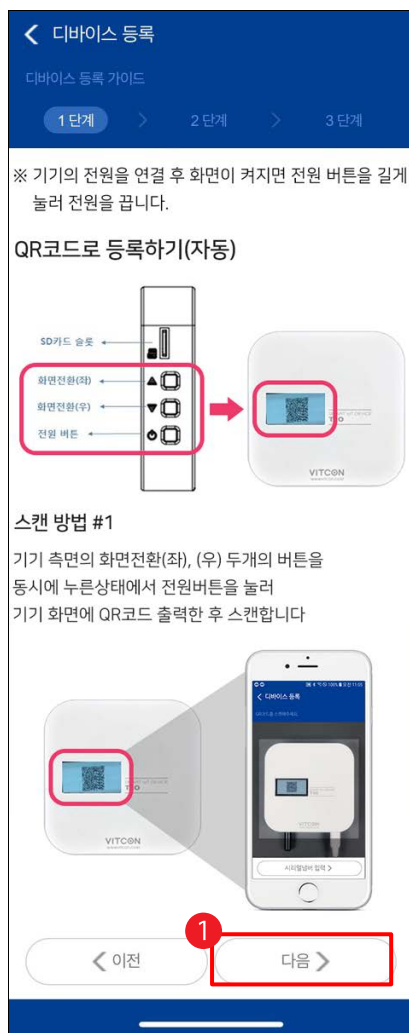 디바이스 등록
디바이스 등록 가이드
1 단계 > 2 단계 > 3 단계
※ 기기의 전원을 연결 후 화면이 켜지면 전원 버튼을 길게
눌러 전원을 끕니다.
QR코드로 등록하기(자동)
SD카드 슬롯
화면전환(좌)
화면전환(우)
전원 버튼
VITCON
스캔 방법 #1
기기 측면의 화면전환(좌), (우) 두개의 버튼을
동시에 누른상태에서 전원버튼을 눌러
기기 화면에 QR코드 출력한 후 스캔합니다
디바이스 등록
VITCON
VITCON
시리얼넘버 입력 >
1
이전
다음